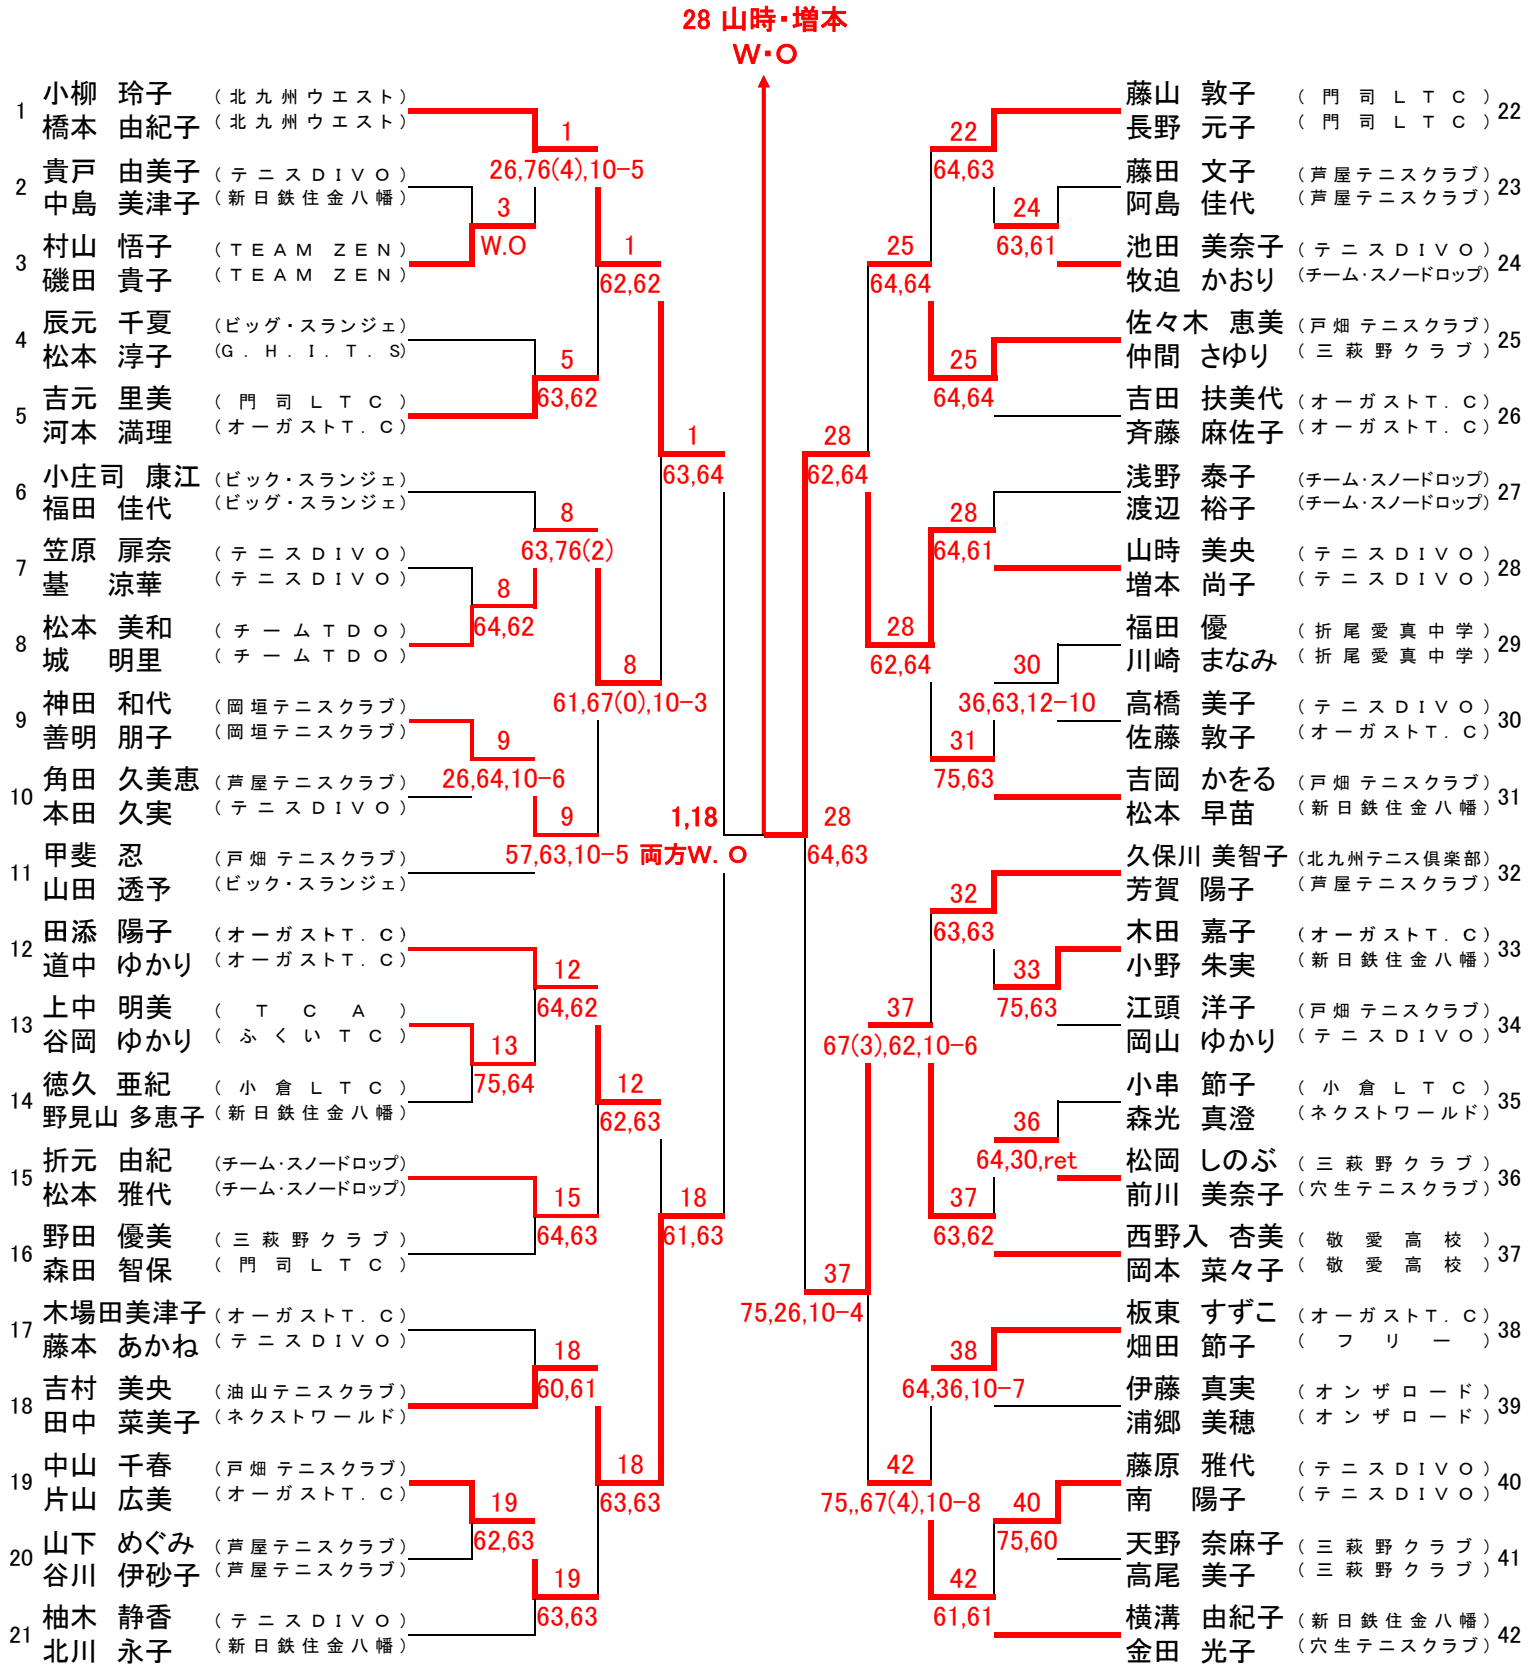 28 山時・増本
W・O
1 小柳 玲子 (北九州ウエスト)
橋本 由紀子 (北九州ウエスト)
1
26,76(4),10-5
2 貴戸 由美子 (テニスDIVO)
中島 美津子 (新日鉄住金八幡)
3
W.O
3 村山 悟子 (TEAM ZEN)
磯田 貴子 (TEAM ZEN)
1
62,62
4 辰元 千夏 (ビッグ・スランジェ)
松本 淳子 (G.H.I.T.S)
5
63,62
5 吉元 里美 (門司LTC)
河本 満理 (オーガストT.C)
1
63,64
6 小庄司 康江 (ビック・スランジェ)
福田 佳代 (ビッグ・スランジェ)
8
63,76(2)
7 笠原 扉奈 (テニスDIVO)
基 涼華 (テニスDIVO)
8
64,62
8 松本 美和 (チームTDO)
城 明里 (チームTDO)
8
61,67(0),10-3
9 神田 和代 (岡垣テニスクラブ)
善明 朋子 (岡垣テニスクラブ)
9
26,64,10-6
10 角田 久美恵 (芦屋テニスクラブ)
本田 久実 (テニスDIVO)
9
57,63,10-5
11 甲斐 忍 (戸畑テニスクラブ)
山田 透予 (ビック・スランジェ)
1,18
両方W.O
12 田添 陽子 (オーガストT.C)
道中 ゆかり (オーガストT.C)
12
64,62
13 上中 明美 (TCA)
谷岡 ゆかり (ふくいTC)
13
75,64
14 徳久 亜紀 (小倉LTC)
野見山 多恵子 (新日鉄住金八幡)
12
62,63
15 折元 由紀 (チーム・スノードロップ)
松本 雅代 (チーム・スノードロップ)
15
64,63
16 野田 優美 (三萩野クラブ)
森田 智保 (門司LTC)
18
61,63
17 木場田美津子 (オーガストT.C)
藤本 あかね (テニスDIVO)
18
60,61
18 吉村 美央 (油山テニスクラブ)
田中 菜美子 (ネクストワールド)
18
63,63
19 中山 千春 (戸畑テニスクラブ)
片山 広美 (オーガストT.C)
19
62,63
20 山下 めぐみ (芦屋テニスクラブ)
谷川 伊砂子 (芦屋テニスクラブ)
19
63,63
21 柚木 静香 (テニスDIVO)
北川 永子 (新日鉄住金八幡)
藤山 敦子 (門司LTC) 22
長野 元子 (門司LTC)
22
64,63
藤田 文子 (芦屋テニスクラブ) 23
阿島 佳代 (芦屋テニスクラブ)
24
63,61
池田 美奈子 (テニスDIVO) 24
牧迫 かおり (チーム・スノードロップ)
25
64,64
佐々木 恵美 (戸畑テニスクラブ) 25
仲間 さゆり (三萩野クラブ)
25
64,64
吉田 扶美代 (オーガストT.C) 26
斉藤 麻佐子 (オーガストT.C)
28
62,64
浅野 泰子 (チーム・スノードロップ) 27
渡辺 裕子 (チーム・スノードロップ)
28
64,61
山時 美央 (テニスDIVO) 28
増本 尚子 (テニスDIVO)
28
62,64
福田 優 (折尾愛真中学) 29
川崎 まなみ (折尾愛真中学)
30
36,63,12-10
高橋 美子 (テニスDIVO) 30
佐藤 敦子 (オーガストT.C)
31
75,63
吉岡 かをる (戸畑テニスクラブ) 31
松本 早苗 (新日鉄住金八幡)
28
64,63
久保川 美智子 (北九州テニス倶楽部) 32
芳賀 陽子 (芦屋テニスクラブ)
32
63,63
木田 嘉子 (オーガストT.C) 33
小野 朱実 (新日鉄住金八幡)
33
75,63
江頭 洋子 (戸畑テニスクラブ) 34
岡山 ゆかり (テニスDIVO)
37
67(3),62,10-6
小串 節子 (小倉LTC) 35
森光 真澄 (ネクストワールド)
36
64,30,ret
松岡 しのぶ (三萩野クラブ) 36
前川 美奈子 (穴生テニスクラブ)
37
63,62
西野入 杏美 (敬愛高校) 37
岡本 菜々子 (敬愛高校)
37
75,26,10-4
板東 すずこ (オーガストT.C) 38
畑田 節子 (フリー)
38
64,36,10-7
伊藤 真実 (オンザロード) 39
浦郷 美穂 (オンザロード)
42
75,,67(4),10-8
藤原 雅代 (テニスDIVO) 40
南 陽子 (テニスDIVO)
40
75,60
天野 奈麻子 (三萩野クラブ) 41
高尾 美子 (三萩野クラブ)
42
61,61
横溝 由紀子 (新日鉄住金八幡) 42
金田 光子 (穴生テニスクラブ)